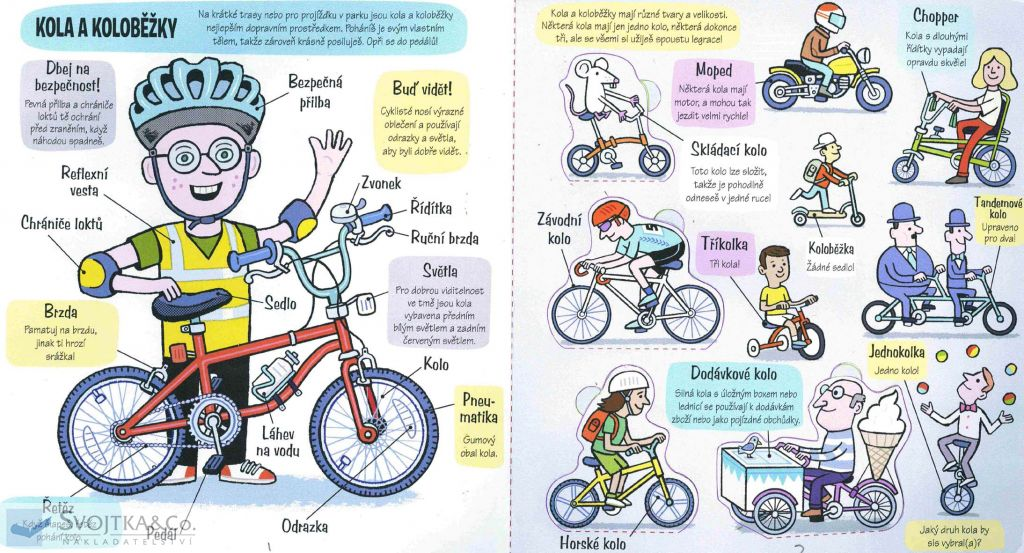 KOLA A KOLOBĚŽKY
Na krátké trasy nebo pro projížďku v parku jsou kola a koloběžky
nejlepším dopravním prostředkem. Poháníš je svým vlastním
tělem, takže zároveň krásně posiluješ. Opři se do pedálů!
Dbej na
bezpečnost!
Pevná přilba a chrániče
loktů tě ochrání
před zraněním, když
náhodou spadneš.
Bezpečná
přilba
Buď vidět!
Cyklisté nosí výrazné
oblečení a používají
odrazky a světla,
aby byli dobře vidět.
Reflexní
vesta
Chrániče loktů
Zvonek
Řídítka
Ruční brzda
Sedlo
Světla
Pro dobrou viditelnost
ve tmě jsou kola
vybavena předním
bílým světlem a zadním
červeným světlem.
Brzda
Pamatuj na brzdu,
jinak ti hrozí
srážka!
Kolo
Pneu-
matika
Gumový
obal kola.
Láhev
na vodu
Řetěz
pohání kolo.
Pedál
Odrazka
SVOJTKA&Co.
NAKLADATELSTVÍ
1
Kola a koloběžky mají různé tvary a velikosti.
Některá kola mají jen jedno kolo, některá dokonce
tři, ale se všemi si užiješ spoustu legrace!
Moped
Některá kola mají
motor, a mohou tak
jezdit velmi rychle!
Chopper
Kola s dlouhými
řídítky vypadají
opravdu skvěle!
Skládací kolo
Toto kolo lze složit,
takže je pohodlně
odneseš v jedné ruce!
Závodní
kolo
5
Tříkolka
Tři kola!
Koloběžka
Žádné sedlo!
Tandemové
kolo
Upraveno
pro dva!
Jednokolka
Jedno kolo!
Dodávkové kolo
Silná kola s úložným boxem nebo
lednicí se používají k dodávkám
zboží nebo jako pojízdné obchůdky.
Horské kolo
Jaký druh kola by
sis vybral(a)?
2